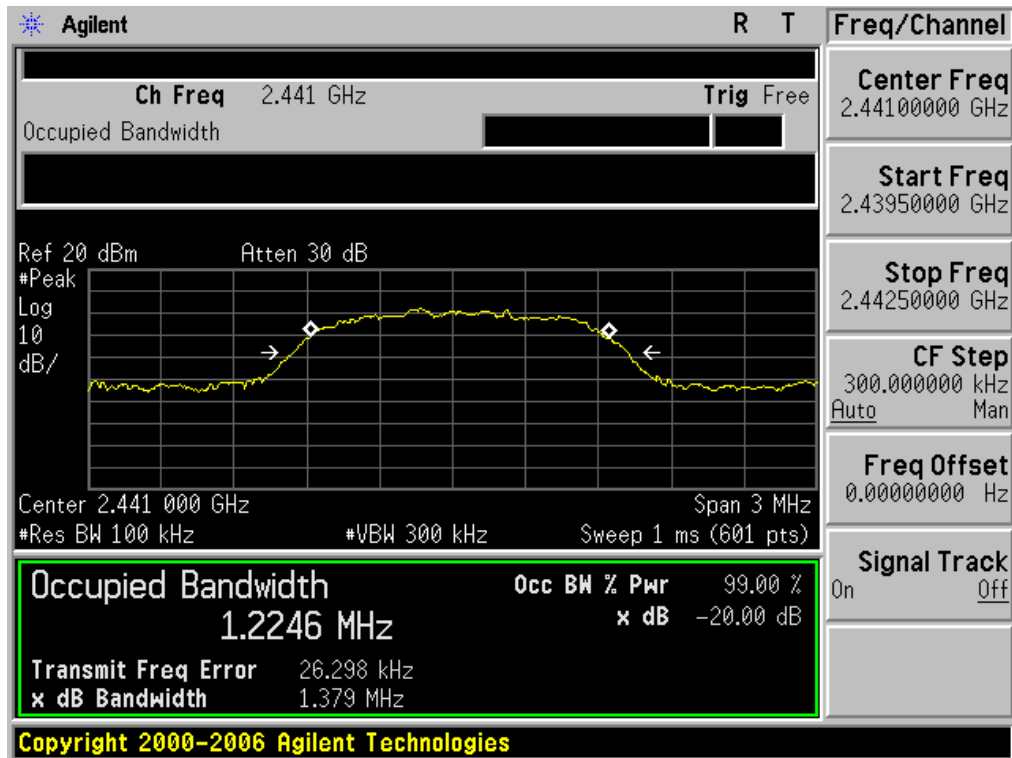 Agilent R T
Freq/Channel
Ch Freq 2.441 GHz Trig Free
Occupied Bandwidth
Center Freq
2.44100000 GHz
Start Freq
2.43950000 GHz
Stop Freq
2.44250000 GHz
CF Step
300.000000 kHz
Auto Man
Freq Offset
0.00000000 Hz
Signal Track
On Off
Ref 20 dBm Atten 30 dB
#Peak
Log
10
dB/
Center 2.441 000 GHz Span 3 MHz
#Res BW 100 kHz #VBW 300 kHz Sweep 1 ms (601 pts)
Occupied Bandwidth Occ BW % Pwr 99.00 %
1.2246 MHz x dB -20.00 dB
Transmit Freq Error 26.298 kHz
x dB Bandwidth 1.379 MHz
Copyright 2000-2006 Agilent Technologies